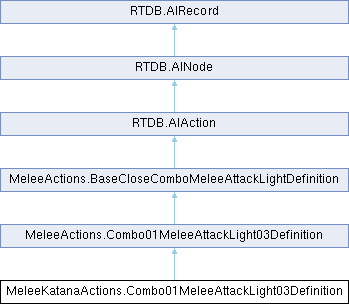 RTDB.AIRecord
RTDB.AINode
RTDB.AIAction
MeleeActions.BaseCloseComboMeleeAttackLightDefinition
MeleeActions.Combo01MeleeAttackLight03Definition
MeleeKatanaActions.Combo01MeleeAttackLight03Definition